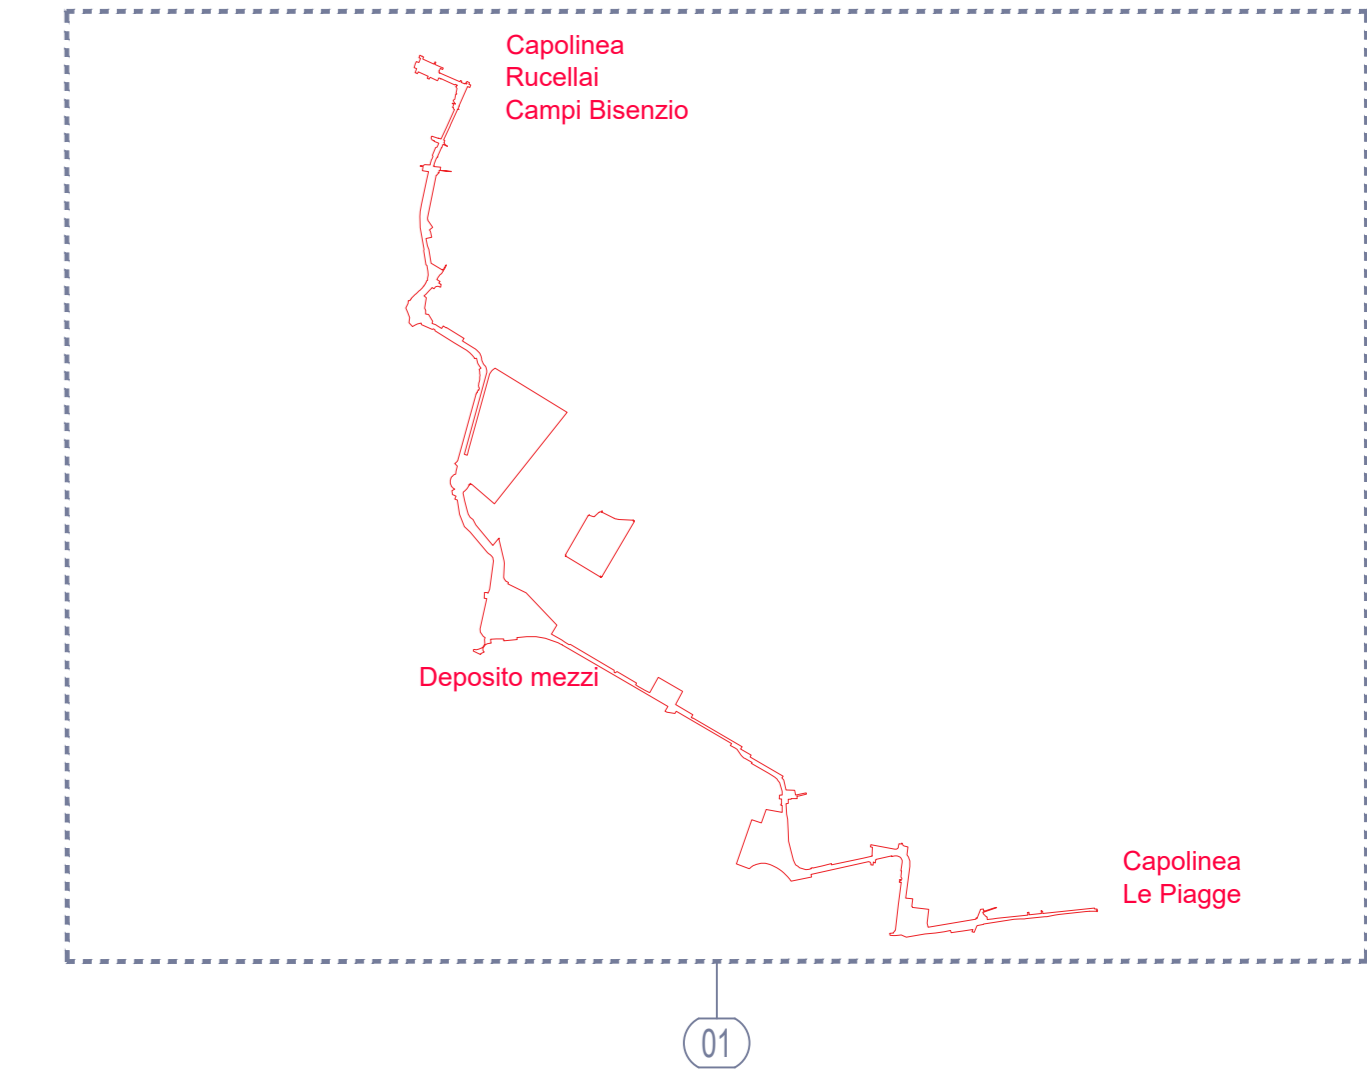 Capolinea
Rucellai
Campi Bisenzio
Deposito mezzi
Capolinea
Le Piagge
01